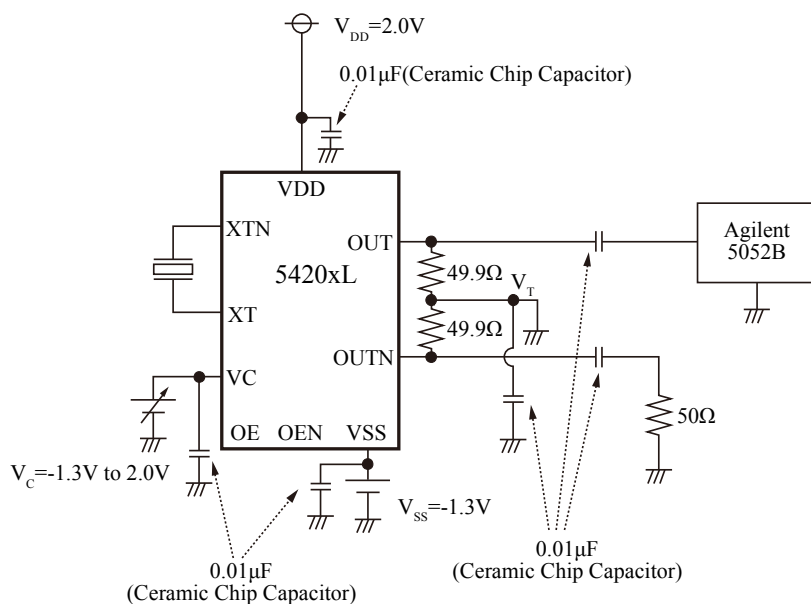 V_DD=2.0V
0.01µF(Ceramic Chip Capacitor)
VDD
XTN
OUT
Agilent
5052B
5420xL
49.9Ω
V_T
XT
49.9Ω
OUTN
VC
50Ω
OE
OEN
VSS
V_C=-1.3V to 2.0V
V_SS=-1.3V
0.01µF
(Ceramic Chip Capacitor)
0.01µF
(Ceramic Chip Capacitor)